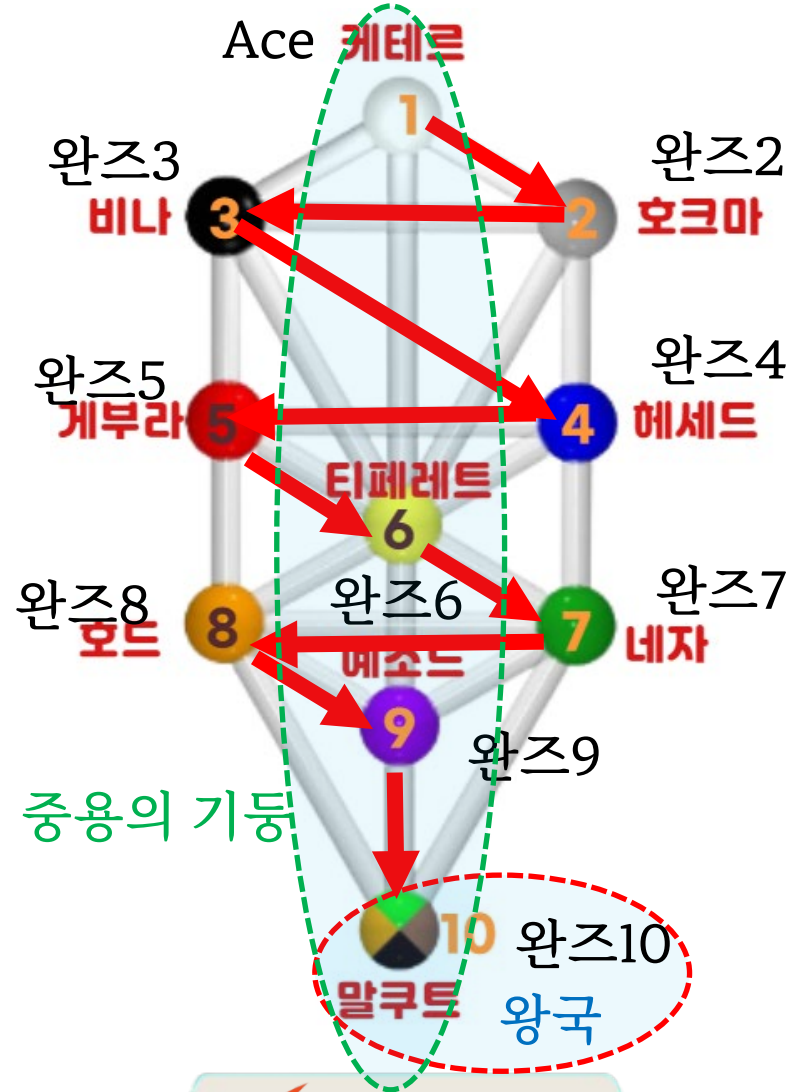 Ace 케테르
1
완즈3
완즈2
비나
3
2
호크마
완즈5
완즈4
게부라
5
4
헤세드
티페레트
6
완즈8
완즈6
완즈7
호드
8
7
네자
예소드
9
완즈9
중용의 기둥
10
완즈10
말쿠트
왕국